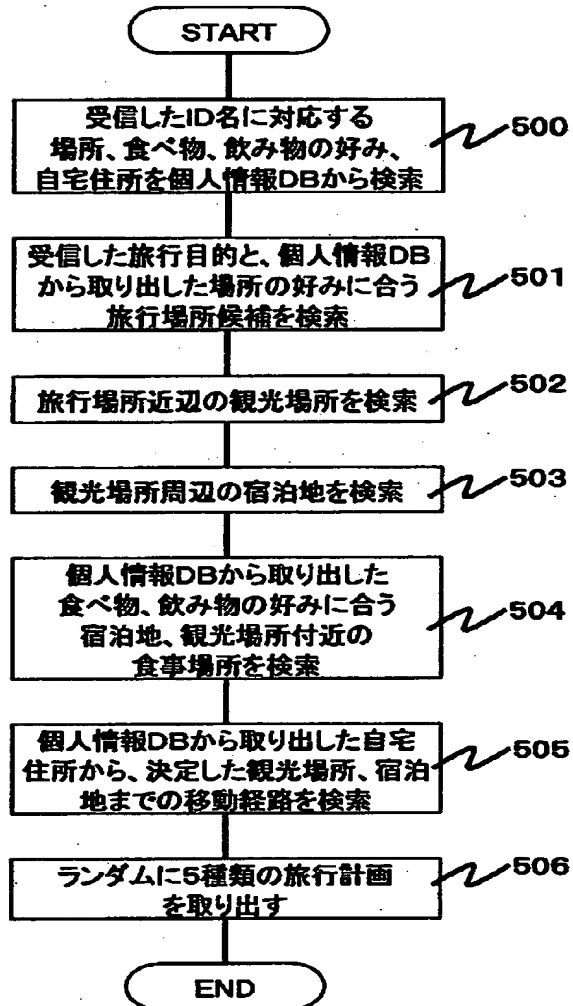 START
受信したID名に対応する
場所、食べ物、飲み物の好み、
自宅住所を個人情報DBから検索
500
受信した旅行目的と、個人情報DB
から取り出した場所の好みに合う
旅行場所候補を検索
501
旅行場所近辺の観光場所を検索
502
観光場所周辺の宿泊地を検索
503
個人情報DBから取り出した
食べ物、飲み物の好みに合う
宿泊地、観光場所付近の
食事場所を検索
504
個人情報DBから取り出した自宅
住所から、決定した観光場所、宿泊
地までの移動経路を検索
505
ランダムに5種類の旅行計画
を取り出す
506
END